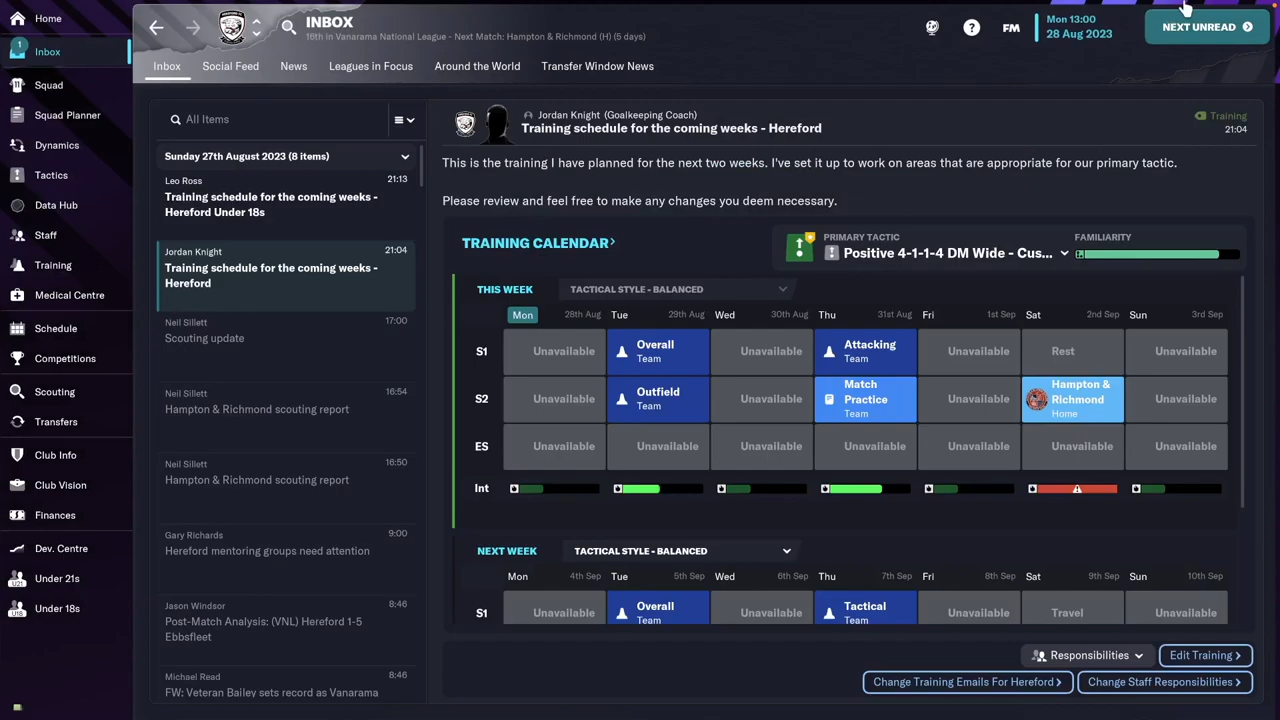 Home
1
Inbox
Squad
Squad Planner
Dynamics
Tactics
Data Hub
Staff
Training
Medical Centre
Schedule
Competitions
Scouting
Transfers
Club Info
Club Vision
Finances
Dev. Centre
Under 21s
Under 18s
INBOX
16th in Vanarama National League - Next Match: Hampton & Richmond (H) (5 days)
FM
Mon 13:00
28 Aug 2023
NEXT UNREAD
Inbox Social Feed News Leagues in Focus Around the World Transfer Window News
All Items
Sunday 27th August 2023 (8 items)
Leo Ross 21:13
Training schedule for the coming weeks -
Hereford Under 18s
Jordan Knight 21:04
Training schedule for the coming weeks -
Hereford
Neil Sillett 17:00
Scouting update
Neil Sillett 16:54
Hampton & Richmond scouting report
Neil Sillett 16:50
Hampton & Richmond scouting report
Gary Richards 9:00
Hereford mentoring groups need attention
Jason Windsor 8:46
Post-Match Analysis: (VNL) Hereford 1-5
Ebbsfleet
Michael Read 8:46
FW: Veteran Bailey sets record as Vanarama
Jordan Knight (Goalkeeping Coach)
Training schedule for the coming weeks - Hereford
Training
21:04
This is the training I have planned for the next two weeks. I've set it up to work on areas that are appropriate for our primary tactic.
Please review and feel free to make any changes you deem necessary.
TRAINING CALENDAR
PRIMARY TACTIC
Positive 4-1-1-4 DM Wide - Cus...
FAMILIARITY
THIS WEEK TACTICAL STYLE - BALANCED
Mon 28th Aug Tue 29th Aug Wed 30th Aug Thu 31st Aug Fri 1st Sep Sat 2nd Sep Sun 3rd Sep
S1 Unavailable Overall Team Unavailable Attacking Team Unavailable Rest Unavailable
S2 Unavailable Outfield Team Unavailable Match Practice Team Unavailable Hampton & Richmond Home Unavailable
ES Unavailable Unavailable Unavailable Unavailable Unavailable Unavailable Unavailable
Int
NEXT WEEK TACTICAL STYLE - BALANCED
Mon 4th Sep Tue 5th Sep Wed 6th Sep Thu 7th Sep Fri 8th Sep Sat 9th Sep Sun 10th Sep
S1 Unavailable Overall Team Unavailable Tactical Team Unavailable Travel Unavailable
Responsibilities
Edit Training
Change Training Emails For Hereford
Change Staff Responsibilities